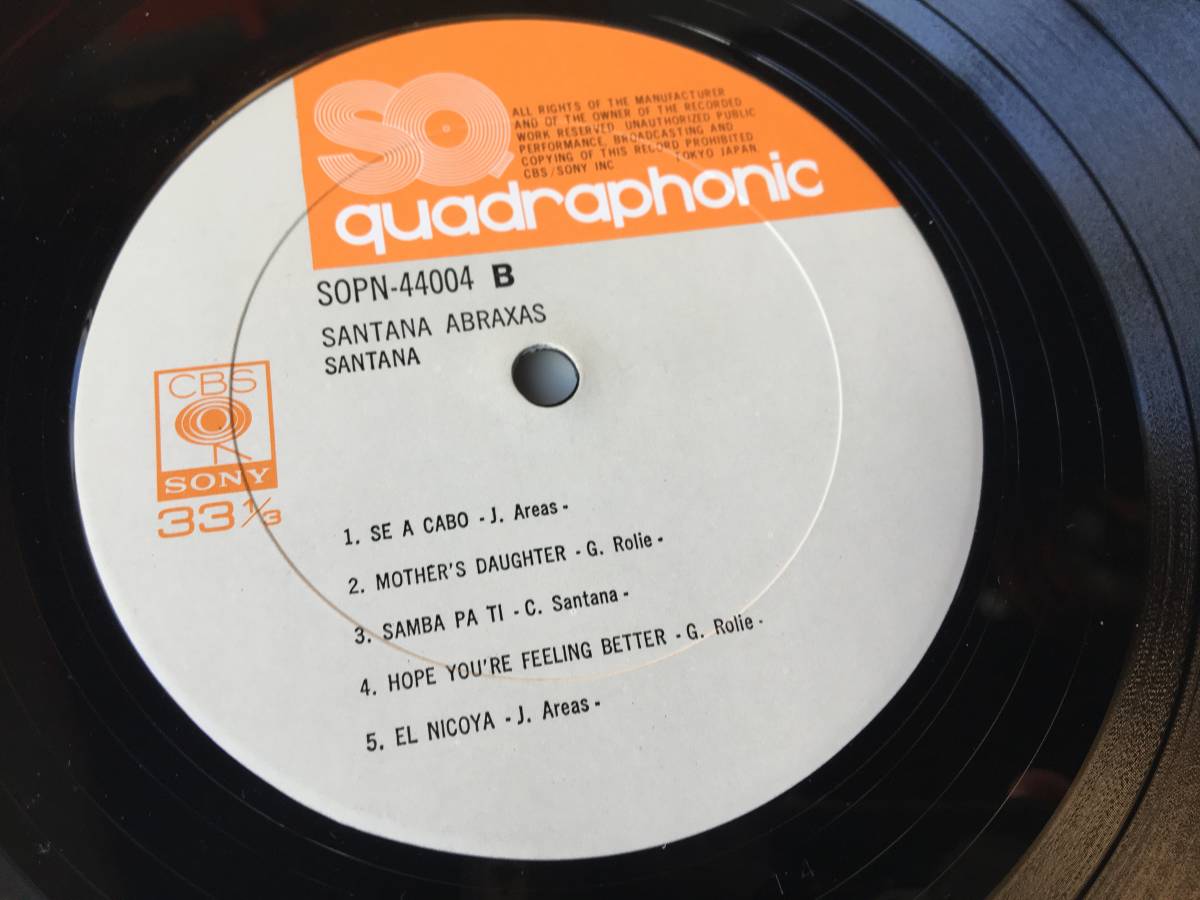 SQ
ALL RIGHTS OF THE MANUFACTURER
AND OF THE OWNER OF THE RECORDED
WORK RESERVED. UNAUTHORIZED PUBLIC
PERFORMANCE, BROADCASTING AND
COPYING OF THIS RECORD PROHIBITED
CBS/SONY INC TOKYO JAPAN
quadraphonic
SOPN-44004 B
SANTANA ABRAXAS
SANTANA
CBS
SONY
33 1/3
1. SE A CABO - J. Areas -
2. MOTHER'S DAUGHTER - G. Rolie -
3. SAMBA PA TI - C. Santana -
4. HOPE YOU'RE FEELING BETTER - G. Rolie -
5. EL NICOYA - J. Areas -